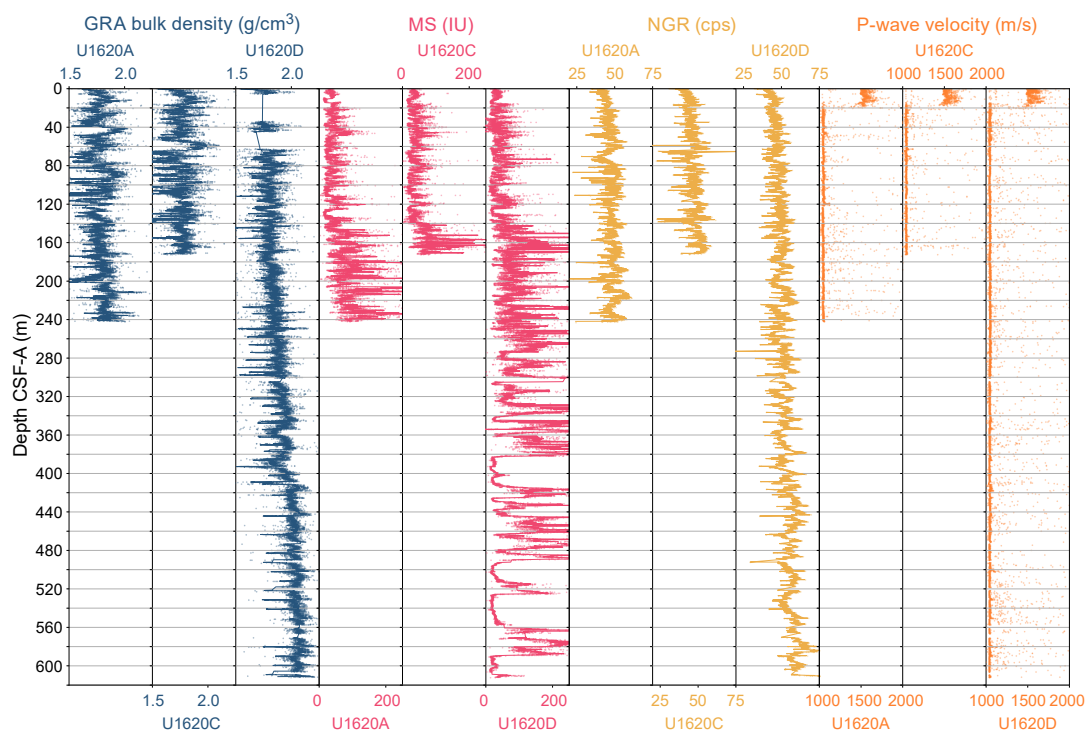 GRA bulk density (g/cm³) MS (IU) NGR (cps) P-wave velocity (m/s)
U1620A U1620D U1620C U1620A U1620D U1620C
1.5 2.0 1.5 2.0 0 200 25 50 75 25 50 75 1000 1500 2000
Depth CSF-A (m)
0
40
80
120
160
200
240
280
320
360
400
440
480
520
560
600
1.5 2.0 0 200 0 200 25 50 75 1000 1500 2000 1000 1500 2000
U1620C U1620A U1620D U1620C U1620A U1620D